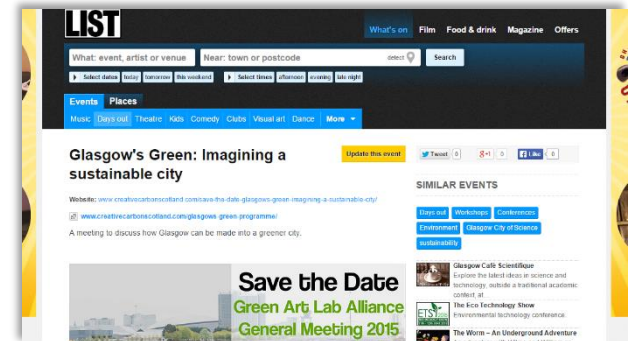 LIST
What's on Film Food & drink Magazine Offers
What: event, artist or venue Near: town or postcode detect Search
Select dates today tomorrow this weekend Select times afternoon evening late night
Events Places
Music Days out Theatre Kids Comedy Clubs Visual art Dance More
Glasgow's Green: Imagining a
sustainable city
Update this event
Website: www.creativecarbonscotland.com/save-the-date-glasgows-green-imagining-a-sustainable-city/
www.creativecarbonscotland.com/glasgows-green-programme/
A meeting to discuss how Glasgow can be made into a greener city.
Save the Date
Green Art Lab Alliance
General Meeting 2015
Tweet 0 g+1 0 Like 0
SIMILAR EVENTS
Days out Workshops Conferences
Environment Glasgow City of Science
sustainability
Glasgow Café Scientifique
Explore the latest ideas in science and
technology, outside a traditional academic
context, at
ETS
The Eco Technology Show
Environmental technology conference.
The Worm – An Underground Adventure